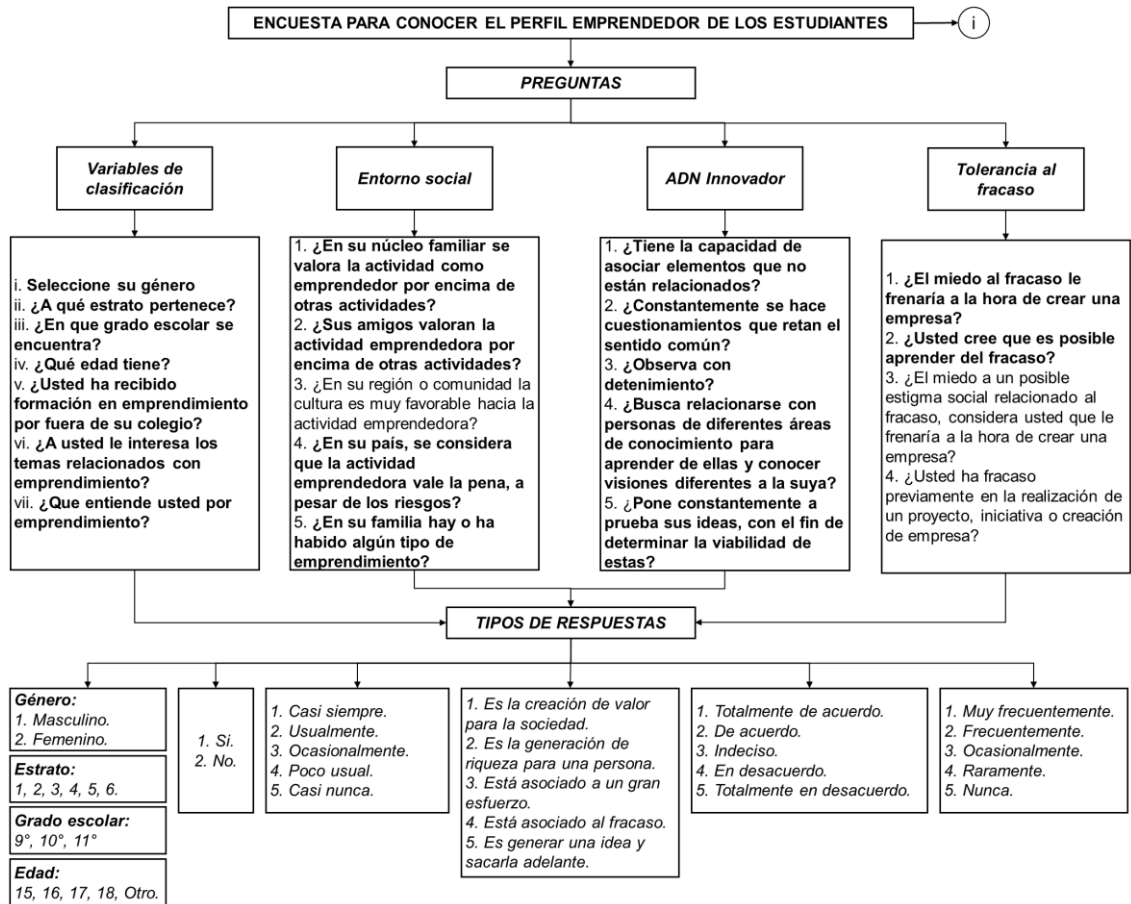 ENCUESTA PARA CONOCER EL PERFIL EMPRENDEDOR DE LOS ESTUDIANTES
i
PREGUNTAS
Variables de
clasificación
Entorno social
ADN Innovador
Tolerancia al
fracaso
i. Seleccione su género
ii. ¿A qué estrato pertenece?
iii. ¿En que grado escolar se
encuentra?
iv. ¿Qué edad tiene?
v. ¿Usted ha recibido
formación en emprendimiento
por fuera de su colegio?
vi. ¿A usted le interesa los
temas relacionados con
emprendimiento?
vii. ¿Que entiende usted por
emprendimiento?
1. ¿En su núcleo familiar se
valora la actividad como
emprendedor por encima de
otras actividades?
2. ¿Sus amigos valoran la
actividad emprendedora por
encima de otras actividades?
3. ¿En su región o comunidad la
cultura es muy favorable hacia la
actividad emprendedora?
4. ¿En su país, se considera
que la actividad
emprendedora vale la pena, a
pesar de los riesgos?
5. ¿En su familia hay o ha
habido algún tipo de
emprendimiento?
1. ¿Tiene la capacidad de
asociar elementos que no
están relacionados?
2. ¿Constantemente se hace
cuestionamientos que retan el
sentido común?
3. ¿Observa con
detenimiento?
4. ¿Busca relacionarse con
personas de diferentes áreas
de conocimiento para
aprender de ellas y conocer
visiones diferentes a la suya?
5. ¿Pone constantemente a
prueba sus ideas, con el fin de
determinar la viabilidad de
estas?
1. ¿El miedo al fracaso le
frenaría a la hora de crear una
empresa?
2. ¿Usted cree que es posible
aprender del fracaso?
3. ¿El miedo a un posible
estigma social relacionado al
fracaso, considera usted que le
frenaría a la hora de crear una
empresa?
4. ¿Usted ha fracaso
previamente en la realización de
un proyecto, iniciativa o creación
de empresa?
TIPOS DE RESPUESTAS
Género:
1. Masculino.
2. Femenino.
Estrato:
1, 2, 3, 4, 5, 6.
Grado escolar:
9°, 10°, 11°
Edad:
15, 16, 17, 18, Otro.
1. Si.
2. No.
1. Casi siempre.
2. Usualmente.
3. Ocasionalmente.
4. Poco usual.
5. Casi nunca.
1. Es la creación de valor
para la sociedad.
2. Es la generación de
riqueza para una persona.
3. Está asociado a un gran
esfuerzo.
4. Está asociado al fracaso.
5. Es generar una idea y
sacarla adelante.
1. Totalmente de acuerdo.
2. De acuerdo.
3. Indeciso.
4. En desacuerdo.
5. Totalmente en desacuerdo.
1. Muy frecuentemente.
2. Frecuentemente.
3. Ocasionalmente.
4. Raramente.
5. Nunca.